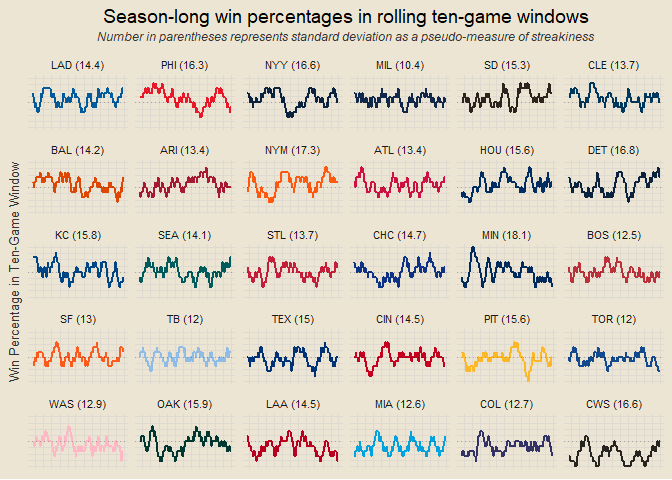 Season-long win percentages in rolling ten-game windows
Number in parentheses represents standard deviation as a pseudo-measure of streakiness
LAD (14.4) PHI (16.3) NYY (16.6) MIL (10.4) SD (15.3) CLE (13.7)
BAL (14.2) ARI (13.4) NYM (17.3) ATL (13.4) HOU (15.6) DET (16.8)
Win Percentage in Ten-Game Window
KC (15.8) SEA (14.1) STL (13.7) CHC (14.7) MIN (18.1) BOS (12.5)
SF (13) TB (12) TEX (15) CIN (14.5) PIT (15.6) TOR (12)
WAS (12.9) OAK (15.9) LAA (14.5) MIA (12.6) COL (12.7) CWS (16.6)